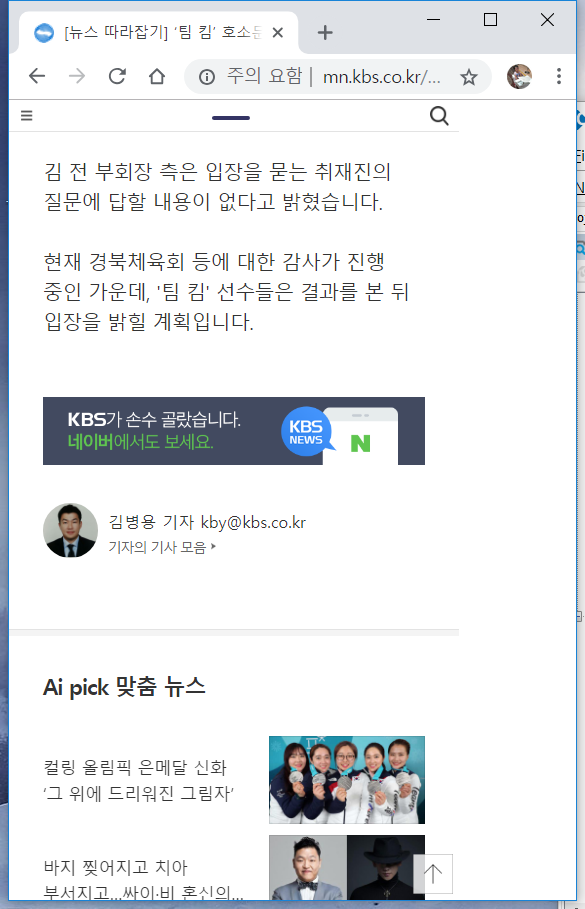 [뉴스 따라잡기] ‘팀 킴’ 호소
주의 요함 | mn.kbs.co.kr/...
김 전 부회장 측은 입장을 묻는 취재진의
질문에 답할 내용이 없다고 밝혔습니다.
현재 경북체육회 등에 대한 감사가 진행
중인 가운데, '팀 킴' 선수들은 결과를 본 뒤
입장을 밝힐 계획입니다.
KBS가 손수 골랐습니다.
네이버에서도 보세요.
KBS
NEWS
N
김병용 기자 kby@kbs.co.kr
기자의 기사 모음
Ai pick 맞춤 뉴스
컬링 올림픽 은메달 신화
‘그 위에 드리워진 그림자’
바지 찢어지고 치아
부서지고...싸이·비 혼신의...